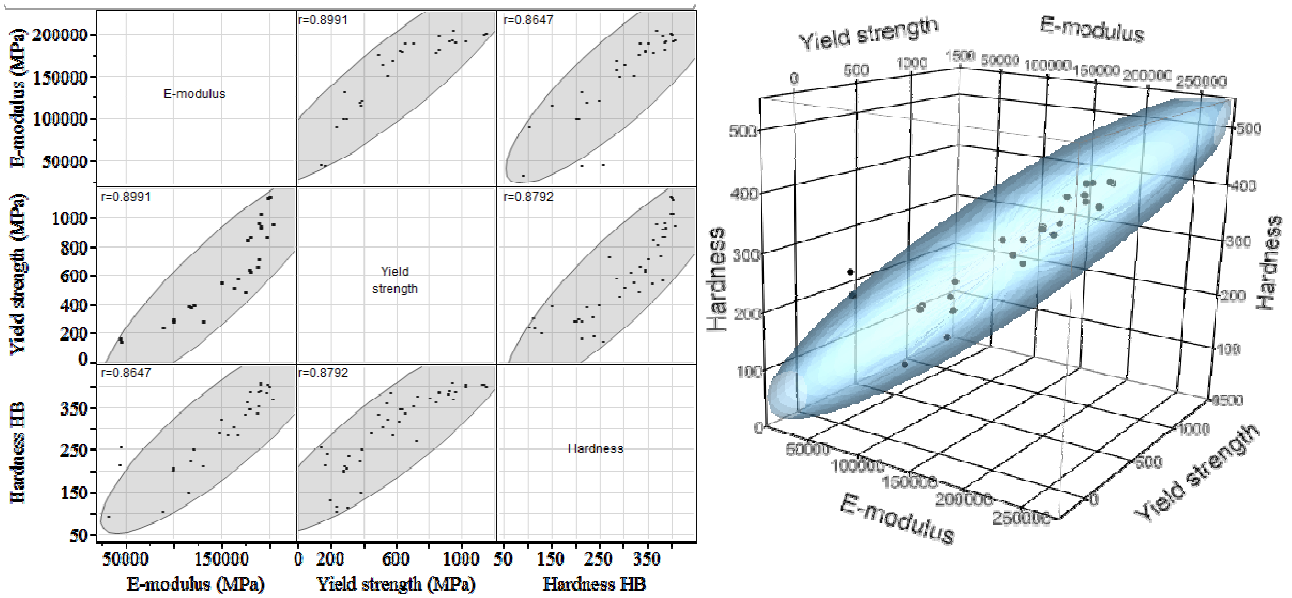 r=0.8991
r=0.8647
E-modulus (MPa)
200000
150000
100000
50000
E-modulus
r=0.8991
r=0.8792
Yield strength (MPa)
1000
800
600
400
200
0
Yield
strength
r=0.8647
r=0.8792
Hardness HB
350
250
150
50
Hardness
50000 150000
0 200 600 1000
50 150 250 350
E-modulus (MPa)
Yield strength (MPa)
Hardness HB
Yield strength
E-modulus
0 500 1000 1500
50000 100000 150000 200000 250000
Hardness
500
400
300
200
100
0
500
400
300
200
100
Hardness
50000 100000 150000 200000 250000
E-modulus
0 500 1000 1500
Yield strength